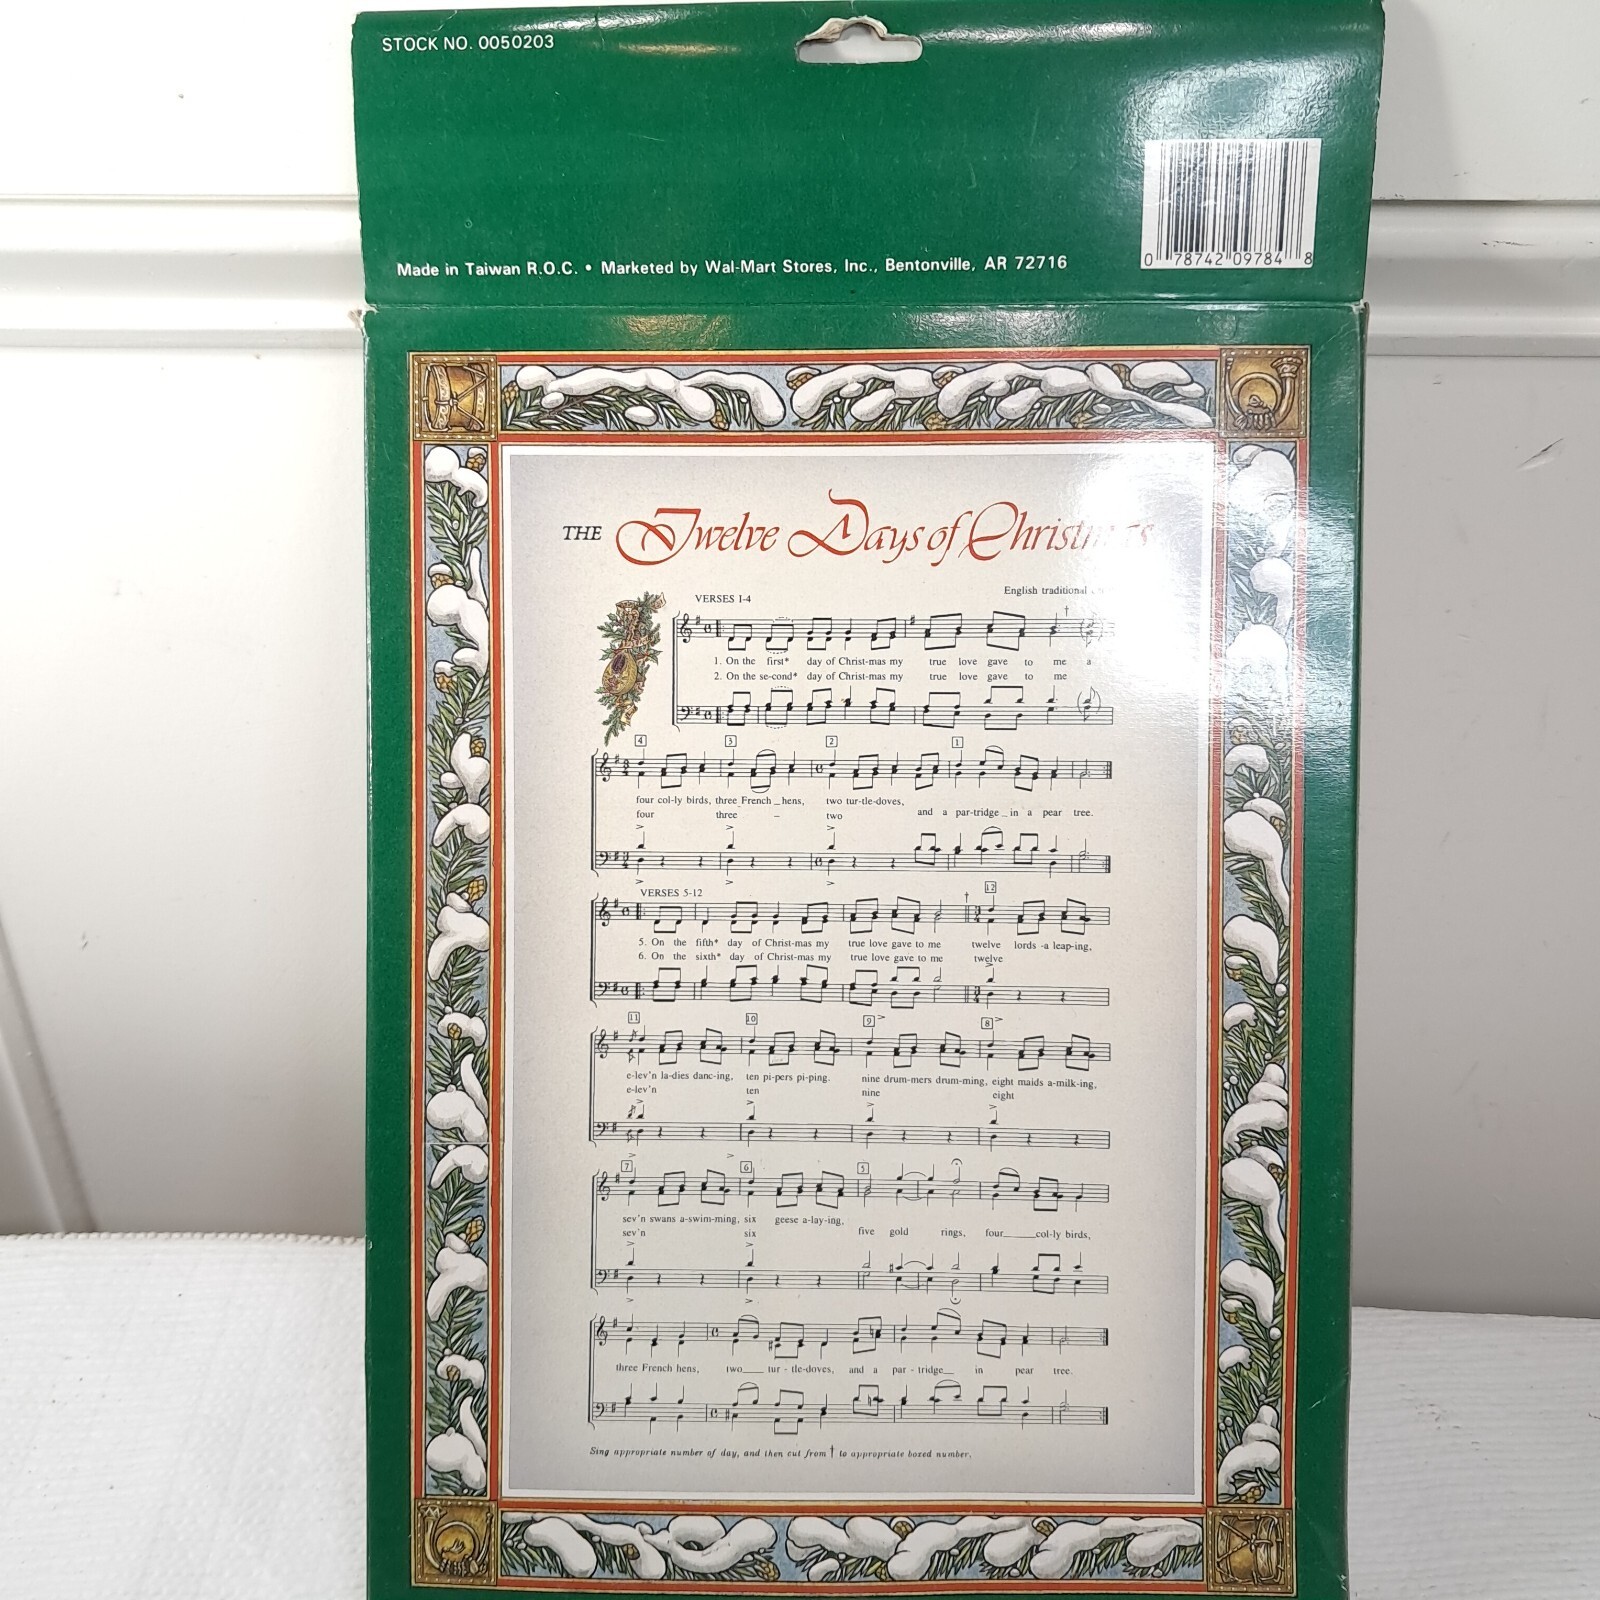 STOCK NO. 0050203
0 78742 09784 8
Made in Taiwan R.O.C. • Marketed by Wal-Mart Stores, Inc., Bentonville, AR 72716
THE Twelve Days of Christmas
English traditional
VERSES 1-4
1. On the first* day of Christ-mas my true love gave to me a
2. On the se-cond* day of Christ-mas my true love gave to me
4 3 2 1
four col-ly birds, three French _ hens, two tur-tle-doves,
and a par-tridge _ in a pear tree.
four three - two
VERSES 5-12
12
5. On the fifth* day of Christ-mas my true love gave to me twelve lords -a leap-ing,
6. On the sixth* day of Christ-mas my true love gave to me twelve
11 10 9 8
e-lev'n la-dies danc-ing, ten pi-pers pi-ping. nine drum-mers drum-ming, eight maids a-milk-ing,
e-lev'n ten nine eight
7 6 5
sev'n swans a-swim-ming, six geese a-lay-ing,
five gold rings, four____col-ly birds,
sev'n six
three French hens, two___ tur - tle-doves, and a par - tridge__ in pear tree.
Sing appropriate number of day, and then cut from † to appropriate boxed number.